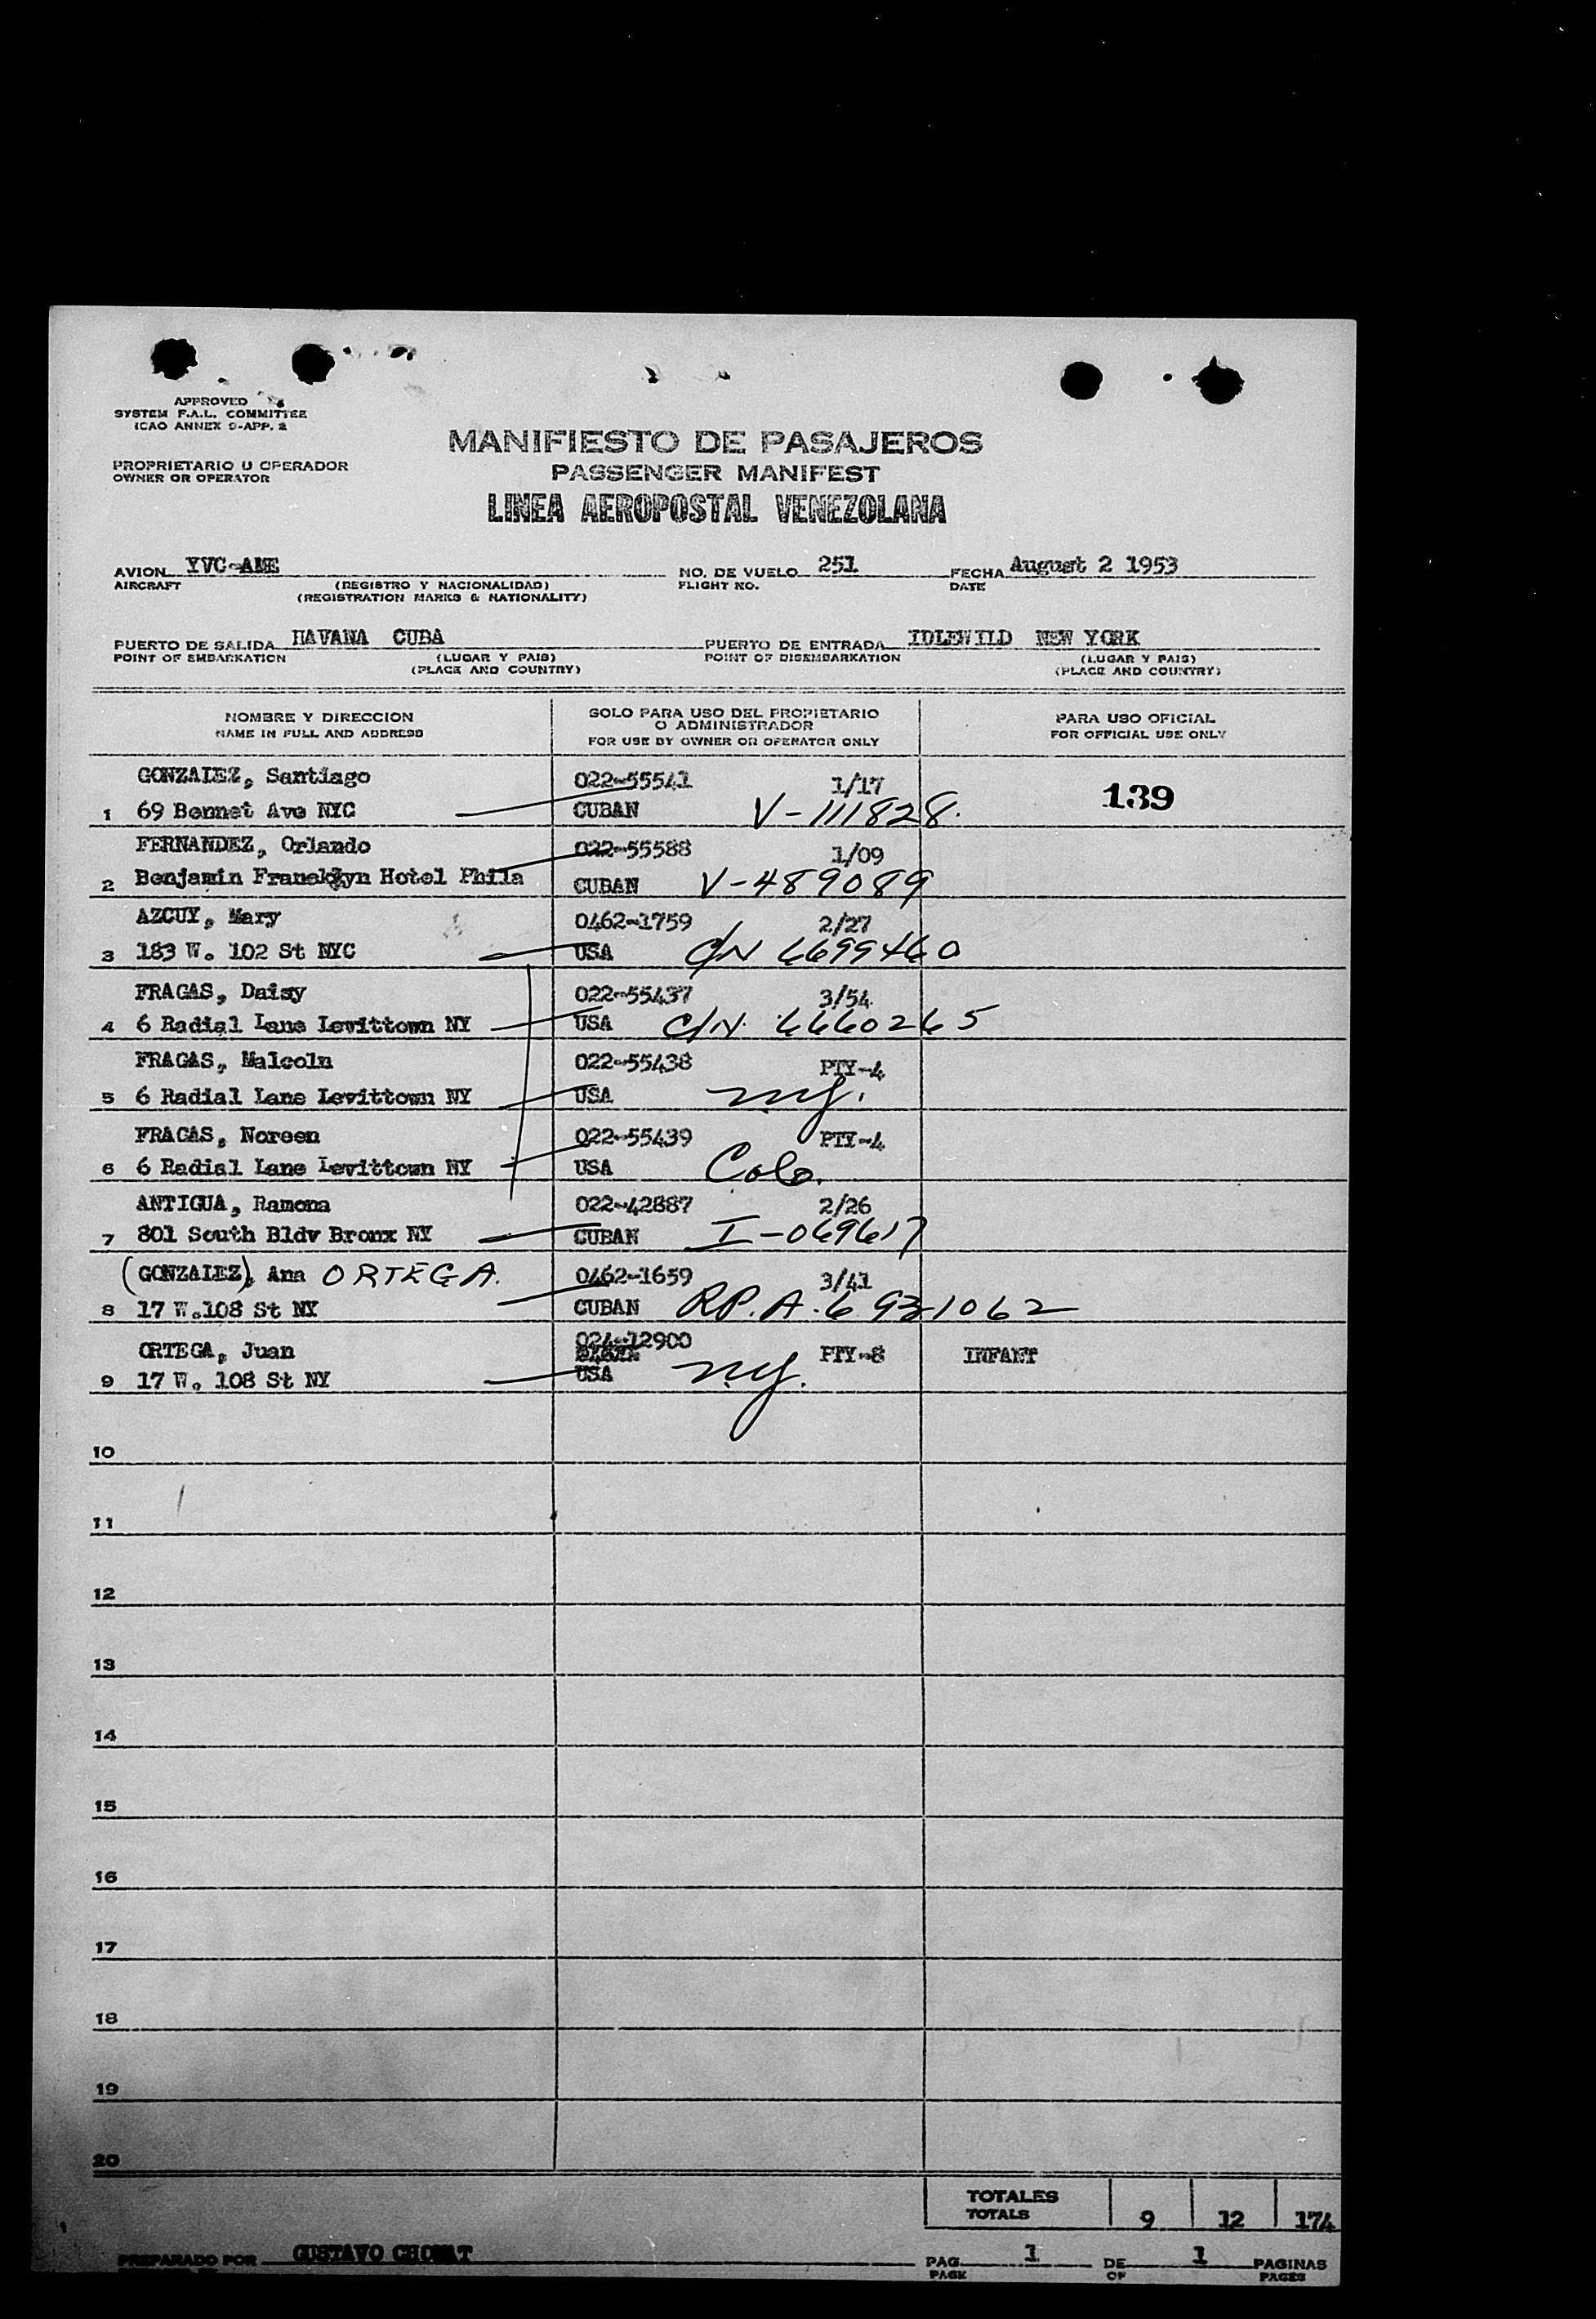 APPROVED
SYSTEM F.A.L. COMMITTEE
ICAO ANNEX 9-APP. 2
MANIFIESTO DE PASAJEROS
PROPRIETARIO U OPERADOR
OWNER OR OPERATOR
PASSENGER MANIFEST
LINEA AEROPOSTAL VENEZOLANA
AVION YVC-AME NO. DE VUELO 251 FECHA August 2 1953
AIRCRAFT (REGISTRO Y NACIONALIDAD) FLIGHT NO. DATE
(REGISTRATION MARKS & NATIONALITY)
PUERTO DE SALIDA HAVANA CUBA PUERTO DE ENTRADA IDLEWILD NEW YORK
POINT OF EMBARKATION (LUGAR Y PAIS) POINT OF DISEMBARKATION (LUGAR Y PAIS)
(PLACE AND COUNTRY) (PLACE AND COUNTRY)
NOMBRE Y DIRECCION SOLO PARA USO DEL PROPIETARIO PARA USO OFICIAL
O ADMINISTRADOR
NAME IN FULL AND ADDRESS FOR USE BY OWNER OR OPERATOR ONLY FOR OFFICIAL USE ONLY
GONZALEZ, Santiago 022-55541 1/17 139
1 69 Bennet Ave NYC CUBAN V-111828.
FERNANDEZ, Orlando 022-55588 1/09
2 Benjamin Hotel Phila CUBAN V-489089
AZCUY, Mary 0462-1759 2/27
3 183 W. 102 St NYC USA C/N 6699460
FRAGAS, Daisy 022-55437 3/54
4 6 Radial Lane Levittown NY USA C/N. 6660265
FRAGAS, Malcolm 022-55438 PTY-4
5 6 Radial Lane Levittown NY USA ny.
FRAGAS, Noreen 022-55439 PTY-4
6 6 Radial Lane Levittown NY USA Colo.
ANTIGUA, Ramona 022-42887 2/26
7 801 South Bldv Bronx NY CUBAN I-069617
(GONZALEZ), Ana ORTEGA. 0462-1659 3/41
8 17 W.108 St NY CUBAN RP.A.6 931062
ORTEGA, Juan 024-12900 PTY-8 INFANT
9 17 W. 108 St NY USA ny.
10
11
12
13
14
15
16
17
18
19
20
TOTALES
TOTALS 9 12 174
PREPARADO POR GUSTAVO CHOMAT PAG. 1 DE 1 PAGINAS
PAGE OF PAGES